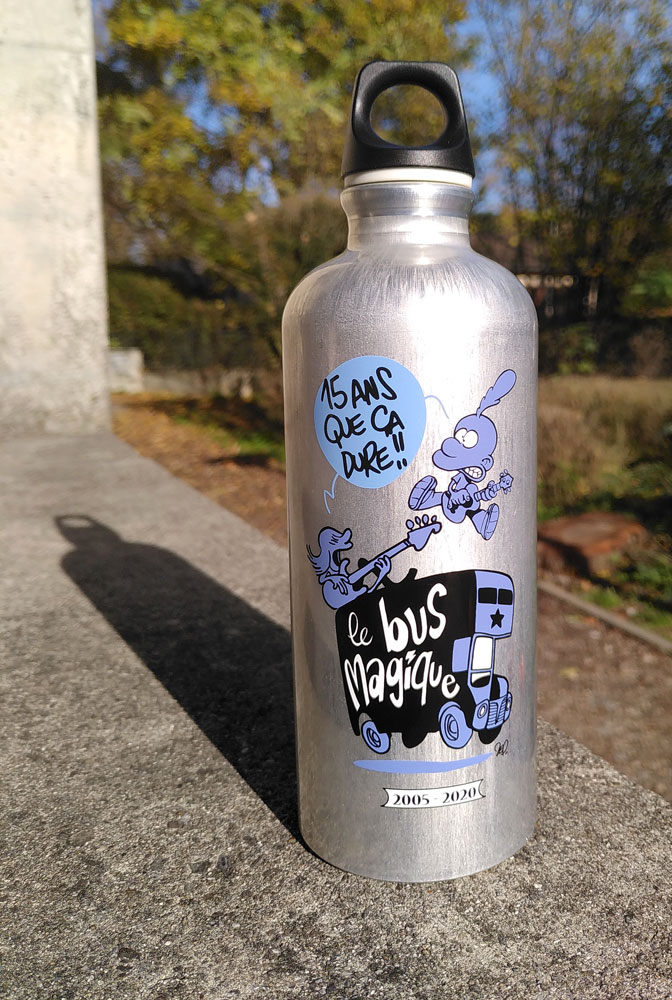 15 ANS
QUE ÇA
DURE!!
le bus
Magique
2005 - 2020